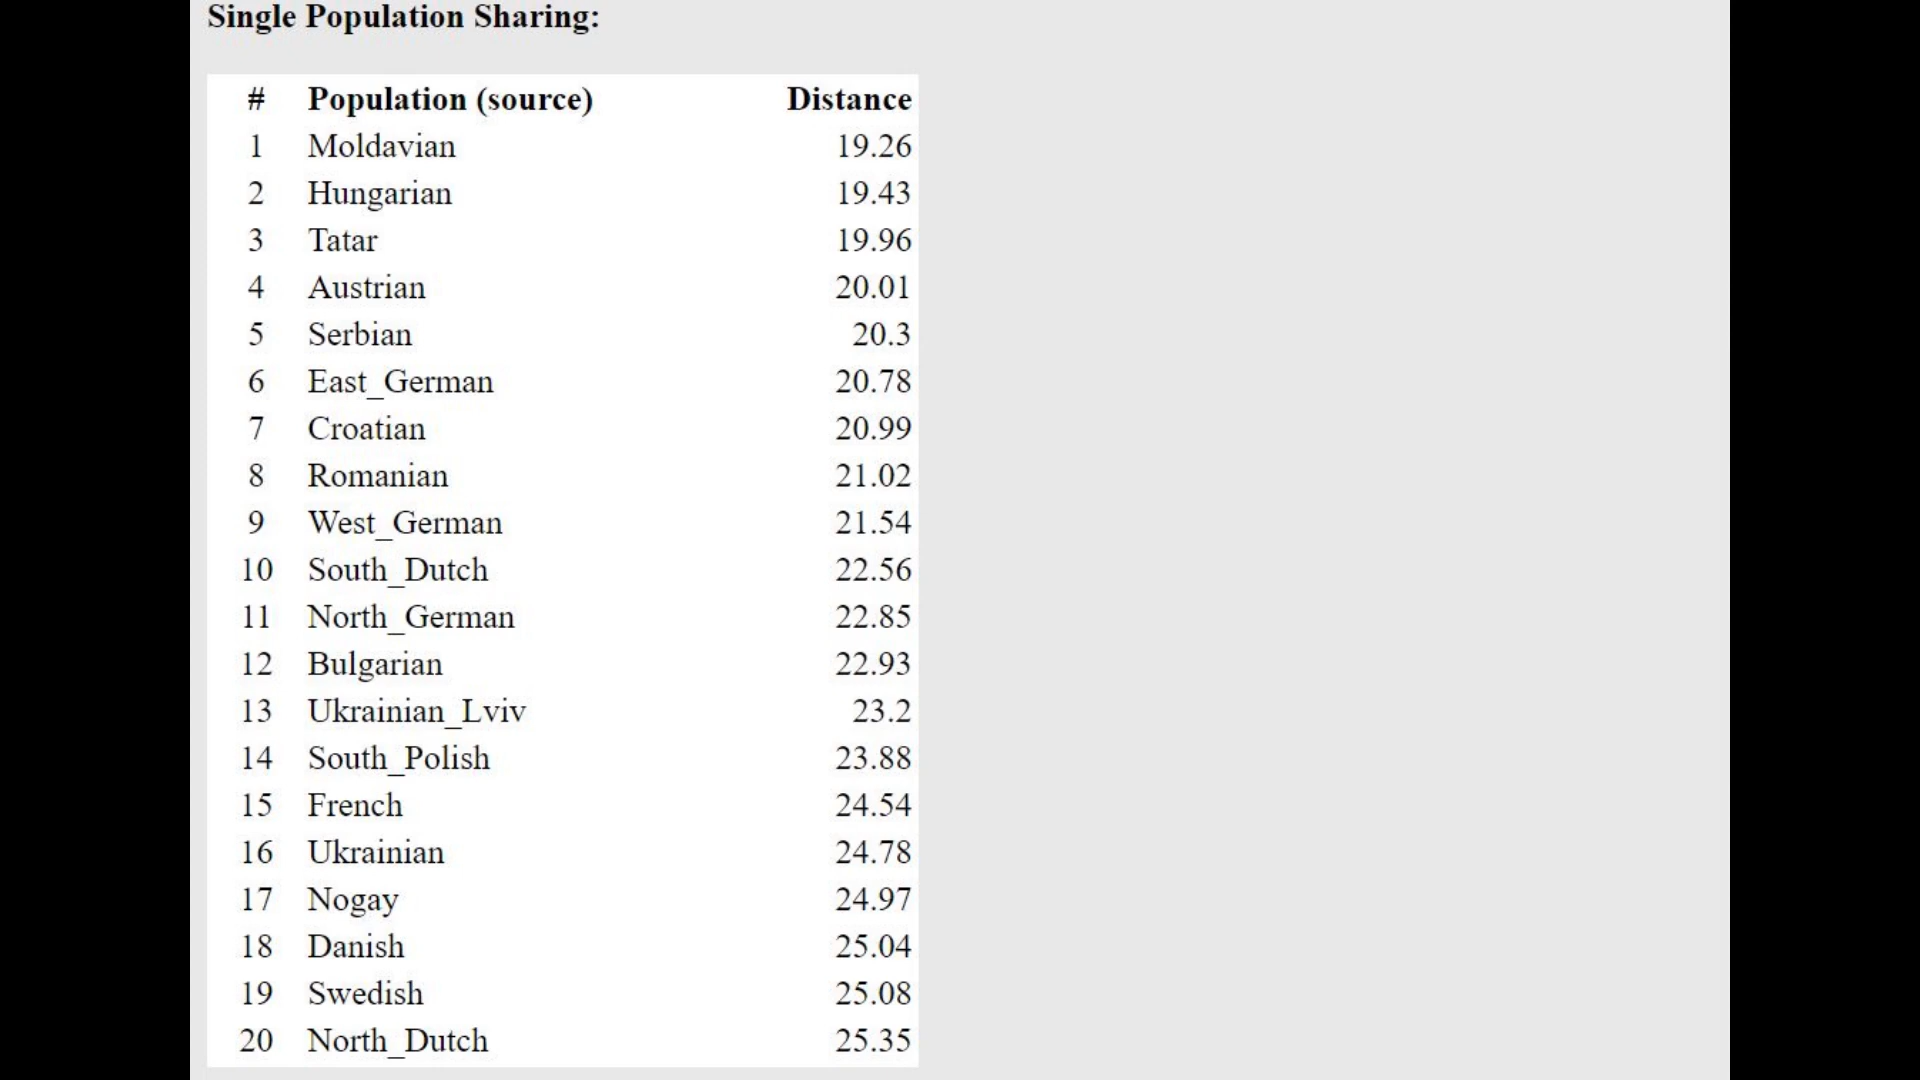 Single Population Sharing:
# Population (source) Distance
1 Moldavian 19.26
2 Hungarian 19.43
3 Tatar 19.96
4 Austrian 20.01
5 Serbian 20.3
6 East_German 20.78
7 Croatian 20.99
8 Romanian 21.02
9 West_German 21.54
10 South_Dutch 22.56
11 North_German 22.85
12 Bulgarian 22.93
13 Ukrainian_Lviv 23.2
14 South_Polish 23.88
15 French 24.54
16 Ukrainian 24.78
17 Nogay 24.97
18 Danish 25.04
19 Swedish 25.08
20 North_Dutch 25.35